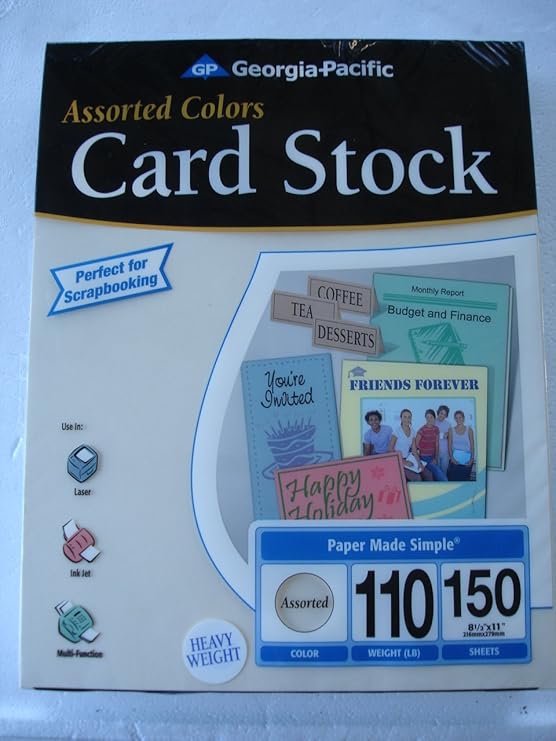 GP Georgia-Pacific
Assorted Colors
Card Stock
Perfect for
Scrapbooking
COFFEE
TEA
DESSERTS
Monthly Report
Budget and Finance
You're
Invited
FRIENDS FOREVER
Happy
Holiday
Use in:
Laser
Ink Jet
Multi-Function
HEAVY
WEIGHT
Paper Made Simple®
Assorted
COLOR
110
WEIGHT (LB)
150
8½"x11"
216mmx279mm
SHEETS